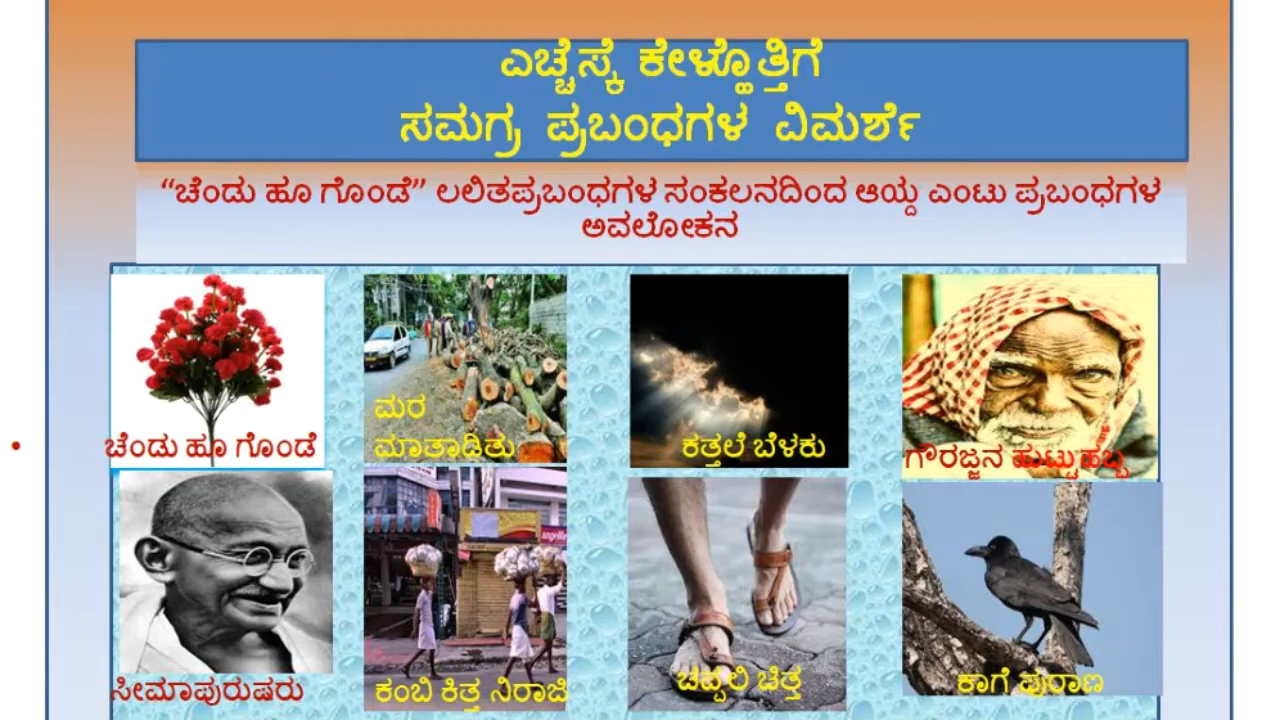 ಎಚ್ಚೆಸ್ಕೆ ಕೇಳ್ಹೊತ್ತಿಗೆ
ಸಮಗ್ರ ಪ್ರಬಂಧಗಳ ವಿಮರ್ಶೆ
“ಚೆಂಡು ಹೂ ಗೊಂಡೆ” ಲಲಿತಪ್ರಬಂಧಗಳ ಸಂಕಲನದಿಂದ ಆಯ್ದ ಎಂಟು ಪ್ರಬಂಧಗಳ
ಅವಲೋಕನ
ಮರ
• ಚೆಂಡು ಹೂ ಗೊಂಡೆ
ಮಾತಾಡಿತು
ಕತ್ತಲೆ ಬೆಳಕು
ಗೌರಜ್ಜನ ಹುಟ್ಟುಹಬ್ಬ
ಸೀಮಾಪುರುಷರು
ಕಂಬಿ ಕಿತ್ತ ನಿರಾಜಿ
ಚಪ್ಪಲಿ ಚಿತ್ತ
ಕಾಗೆ ಪುರಾಣ